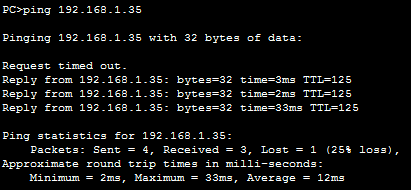 PC>ping 192.168.1.35
Pinging 192.168.1.35 with 32 bytes of data:
Request timed out.
Reply from 192.168.1.35: bytes=32 time=3ms TTL=125
Reply from 192.168.1.35: bytes=32 time=2ms TTL=125
Reply from 192.168.1.35: bytes=32 time=33ms TTL=125
Ping statistics for 192.168.1.35:
Packets: Sent = 4, Received = 3, Lost = 1 (25% loss),
Approximate round trip times in milli-seconds:
Minimum = 2ms, Maximum = 33ms, Average = 12ms